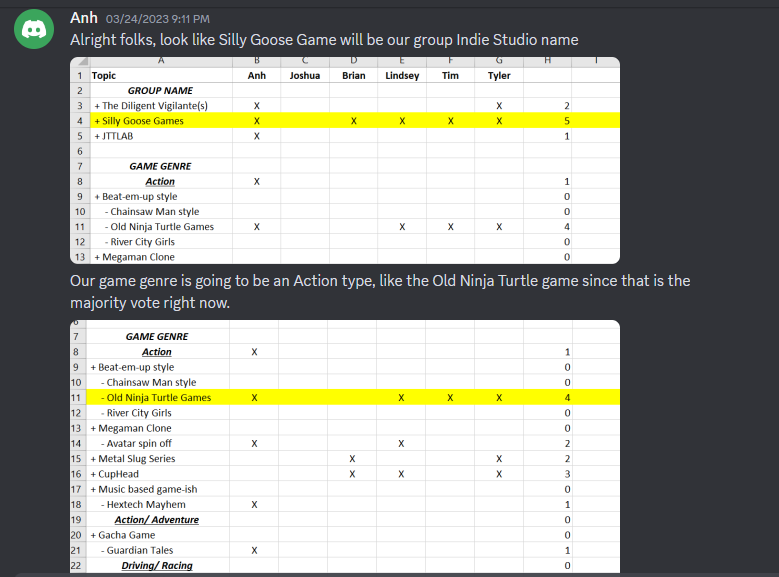 Anh 03/24/2023 9:11 PM
Alright folks, look like Silly Goose Game will be our group Indie Studio name
A B C D E F G H I
1 Topic Anh Joshua Brian Lindsey Tim Tyler
2 GROUP NAME
3 + The Diligent Vigilante(s) X X 2
4 + Silly Goose Games X X X X X 5
5 + JTTLAB X 1
6
7 GAME GENRE
8 Action X 1
9 + Beat-em-up style 0
10 - Chainsaw Man style 0
11 - Old Ninja Turtle Games X X X X 4
12 - River City Girls 0
13 + Megaman Clone 0
Our game genre is going to be an Action type, like the Old Ninja Turtle game since that is the
majority vote right now.
6
7 GAME GENRE
8 Action X 1
9 + Beat-em-up style 0
10 - Chainsaw Man style 0
11 - Old Ninja Turtle Games X X X X 4
12 - River City Girls 0
13 + Megaman Clone 0
14 - Avatar spin off X X 2
15 + Metal Slug Series X X 2
16 + CupHead X X X 3
17 + Music based game-ish 0
18 - Hextech Mayhem X 1
19 Action/ Adventure 0
20 + Gacha Game 0
21 - Guardian Tales X 1
22 Driving/ Racing 0